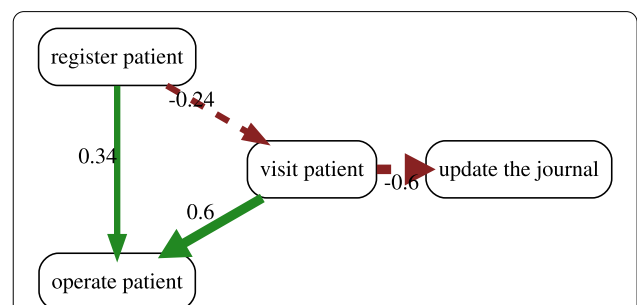 register patient
-0.24
0.34
visit patient
update the journal
-0.6
0.6
operate patient